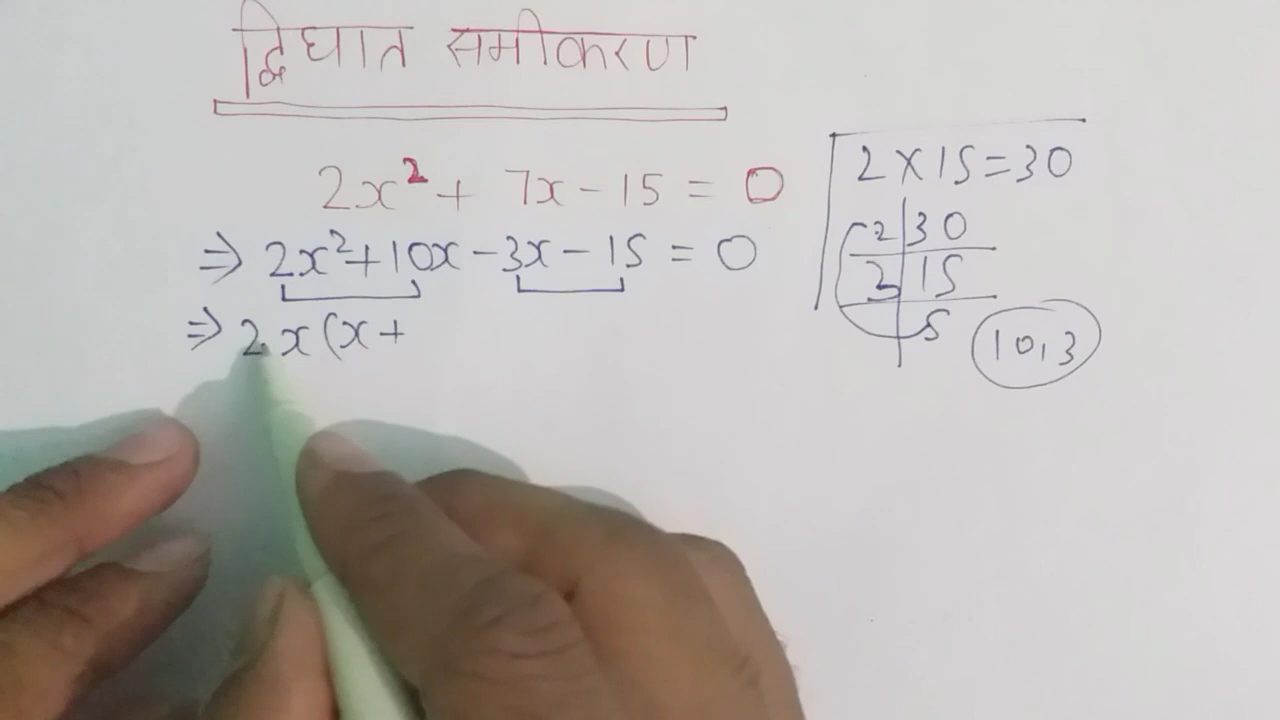 द्विघात समीकरण
2x² + 7x - 15 = 0
⇒ 2x² + 10x - 3x - 15 = 0
⇒ 2x(x +
2 × 15 = 30
2 | 30
3 | 15
5
10, 3